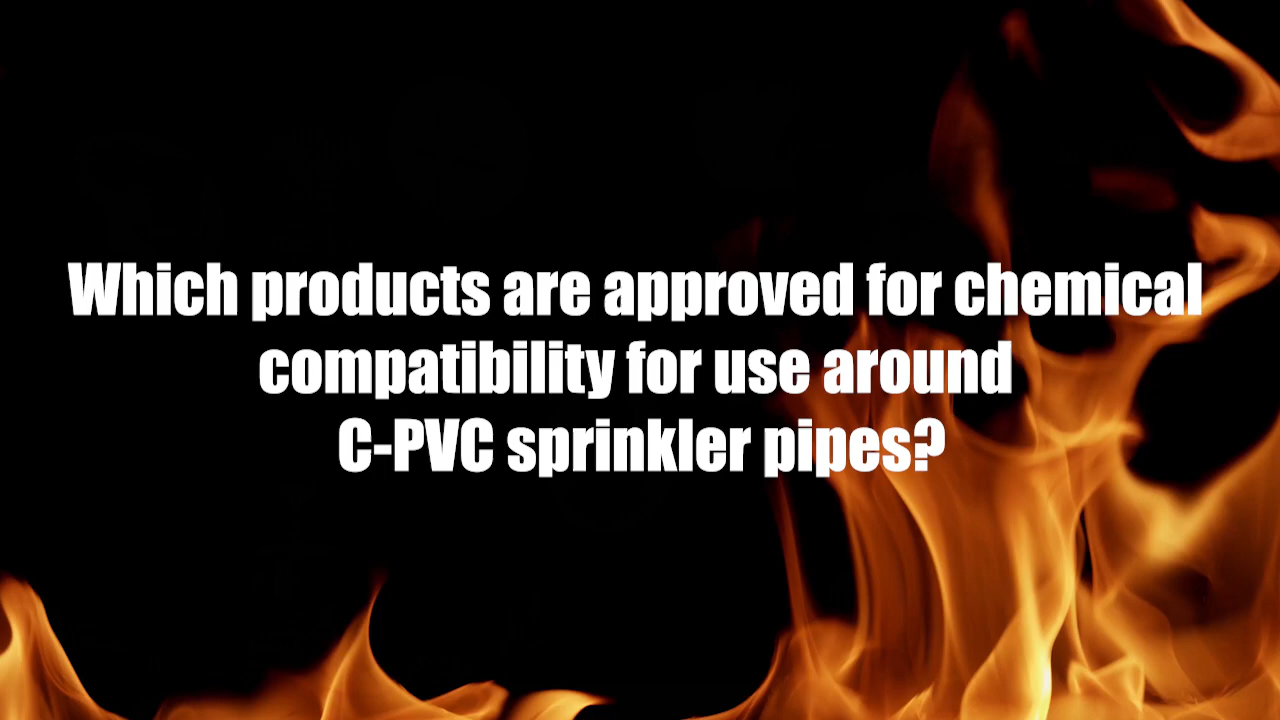 Which products are approved for chemical
compatibility for use around
C-PVC sprinkler pipes?